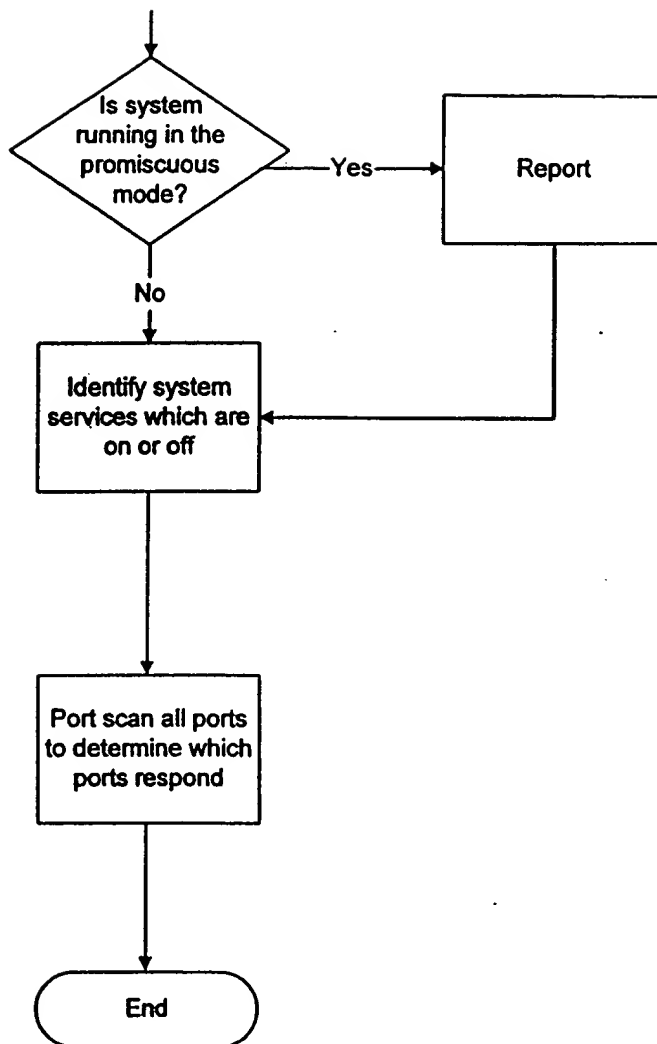 Is system
running in the
promiscuous
mode?
Yes
Report
No
Identify system
services which are
on or off
Port scan all ports
to determine which
ports respond
End